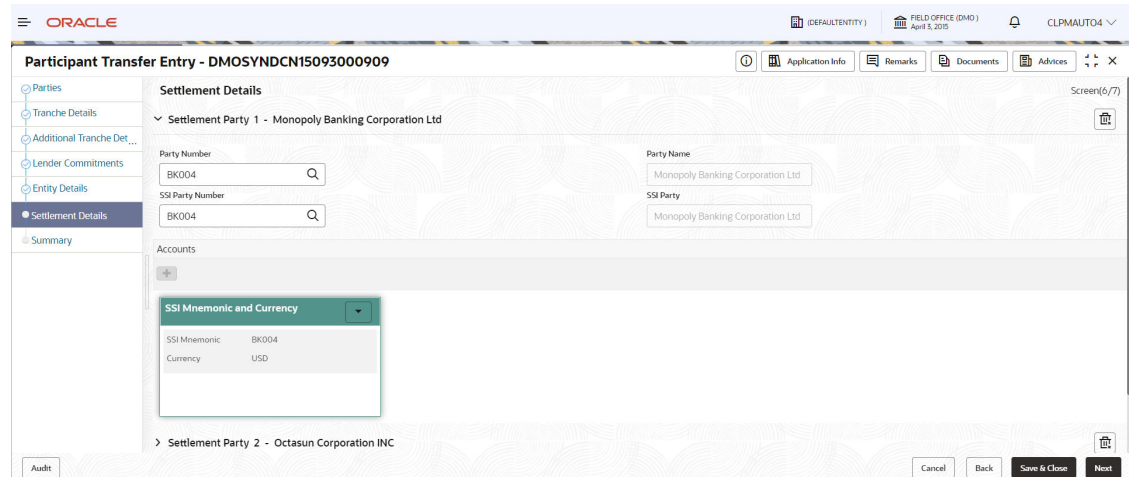 ORACLE
(DEFAULTENTITY )
FIELD OFFICE (DMO )
April 3, 2015
CLPMAUTO4
Participant Transfer Entry - DMOSYNDCN15093000909
Application Info
Remarks
Documents
Advices
Parties
Tranche Details
Additional Tranche Det...
Lender Commitments
Entity Details
Settlement Details
Summary
Settlement Details
Screen(6/7)
Settlement Party 1 - Monopoly Banking Corporation Ltd
Party Number
Party Name
BK004
Monopoly Banking Corporation Ltd
SSI Party Number
SSI Party
BK004
Monopoly Banking Corporation Ltd
Accounts
SSI Mnemonic and Currency
SSI Mnemonic BK004
Currency USD
Settlement Party 2 - Octasun Corporation INC
Audit
Cancel
Back
Save & Close
Next